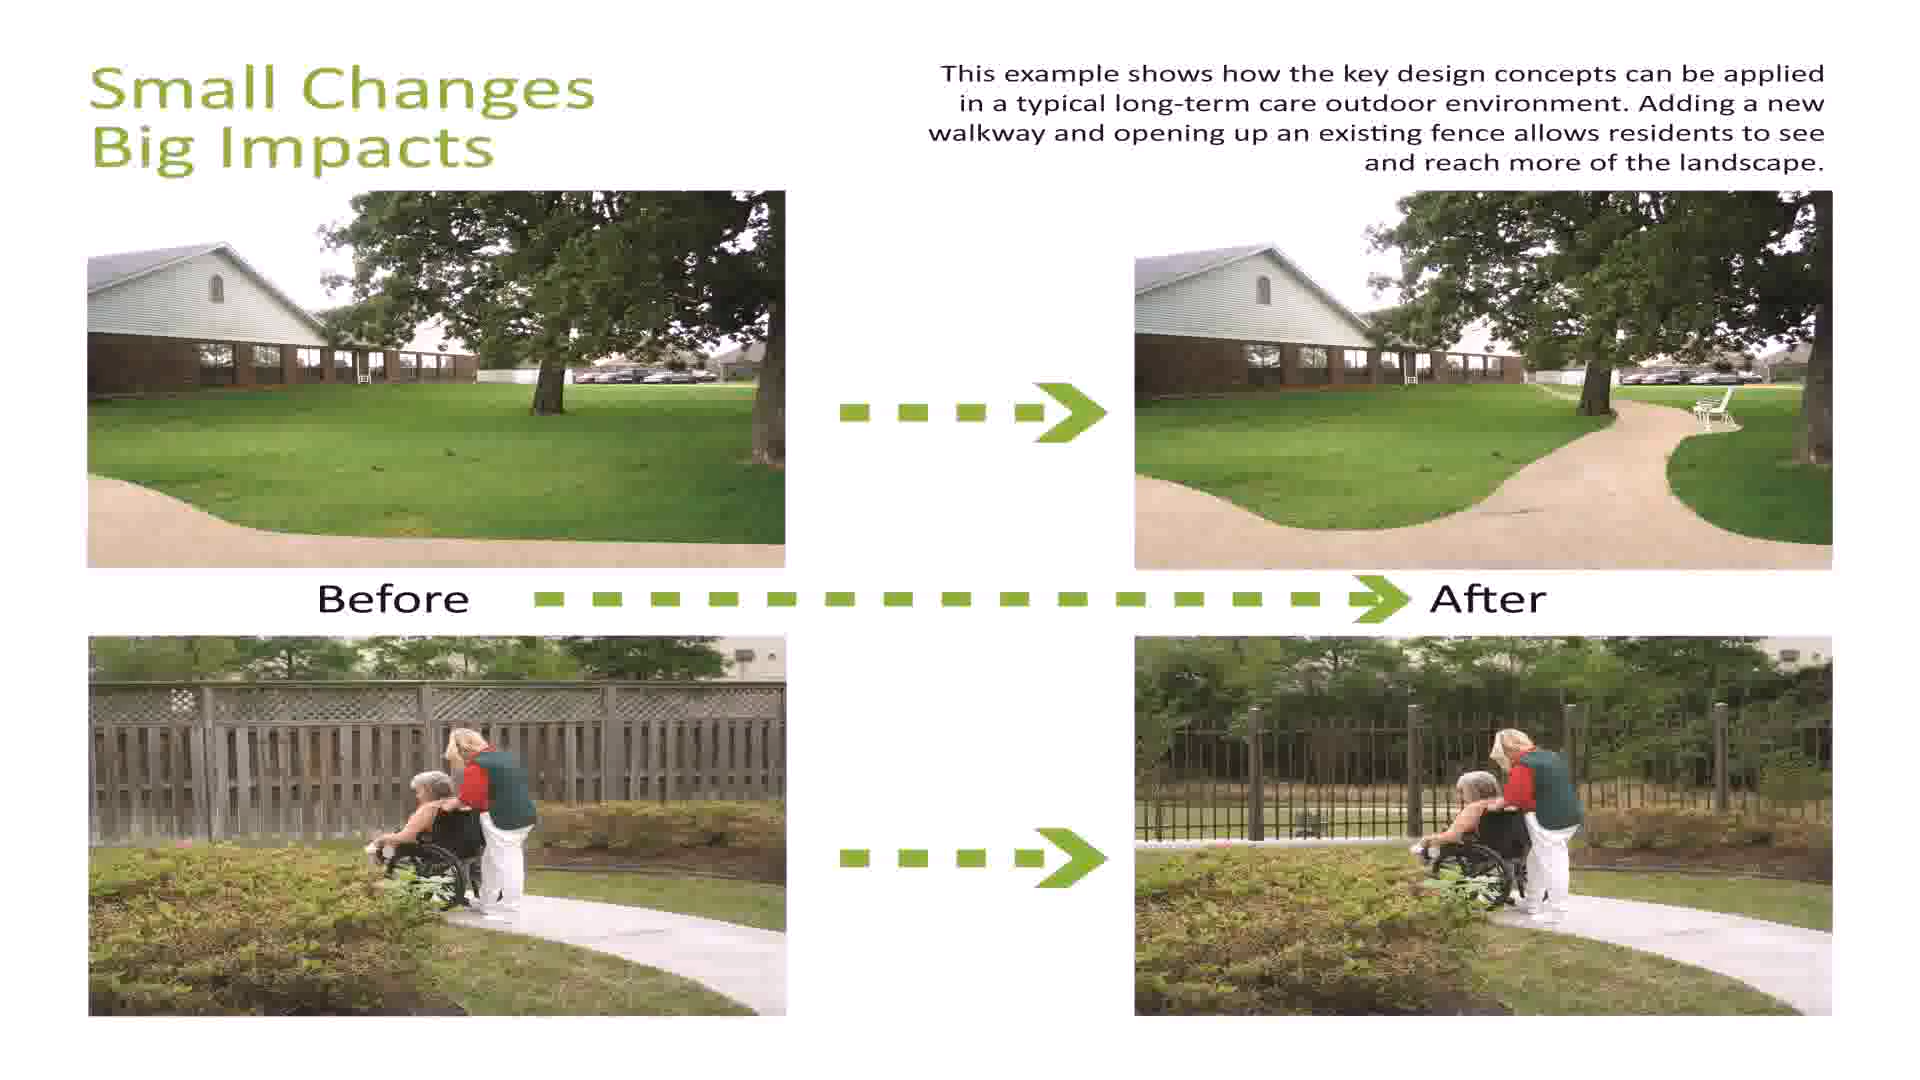 Small Changes
Big Impacts
This example shows how the key design concepts can be applied
in a typical long-term care outdoor environment. Adding a new
walkway and opening up an existing fence allows residents to see
and reach more of the landscape.
Before
After